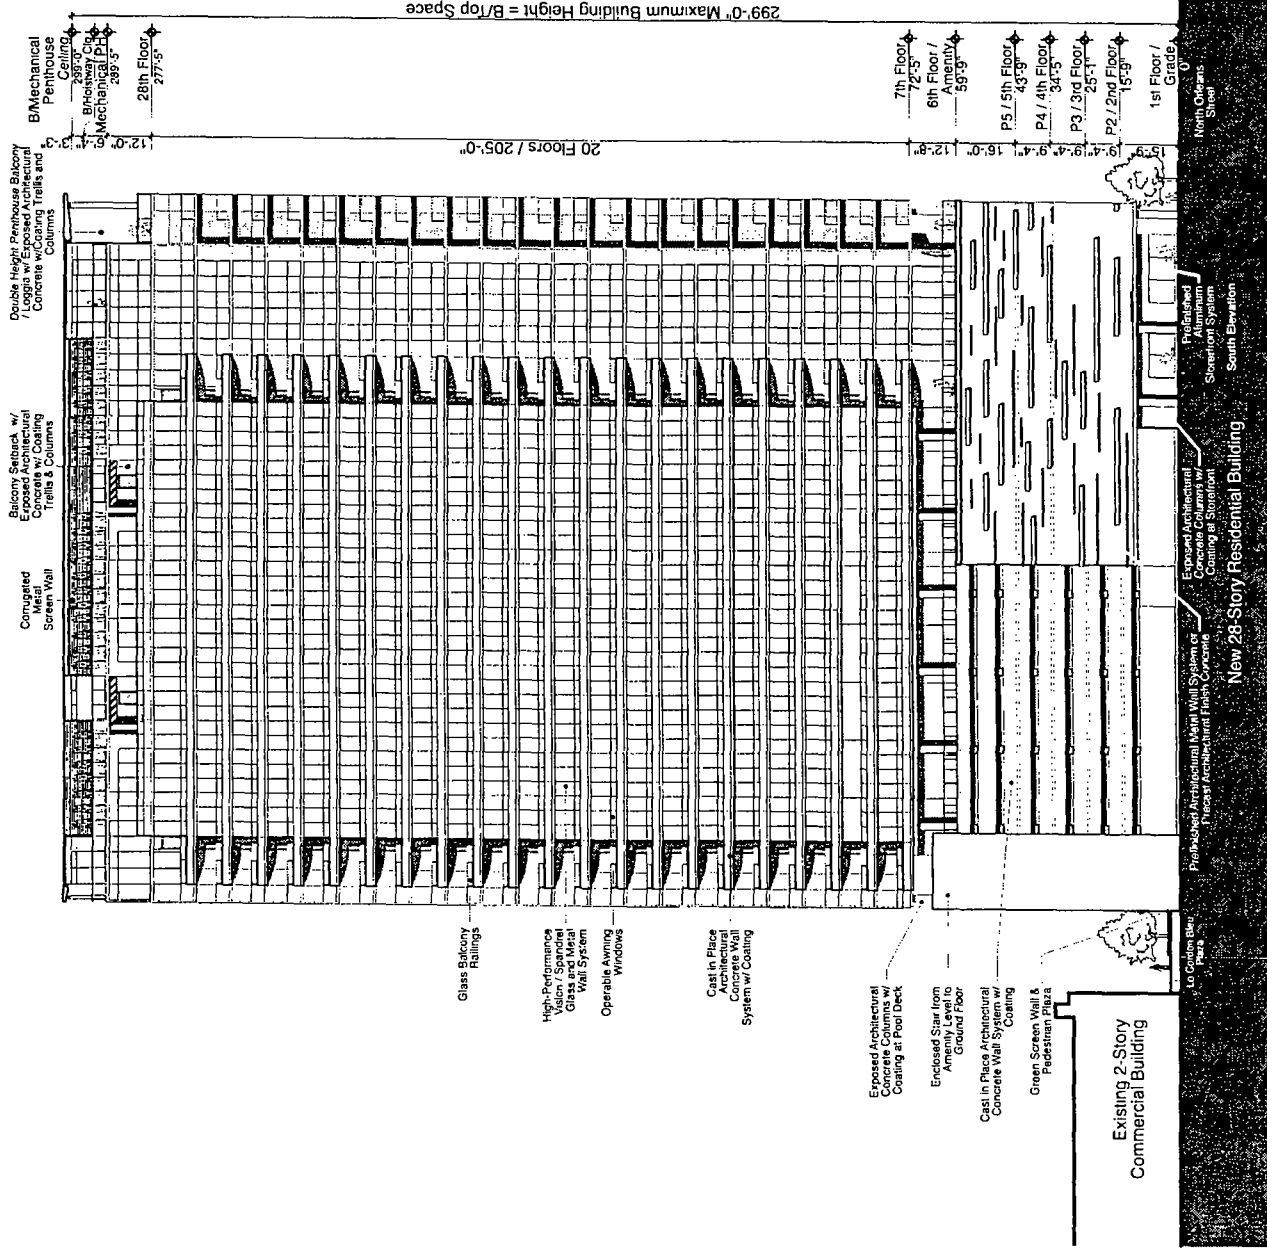 299'-0" Maximum Building Height = B/Top Space
B/Mechanical
Penthouse
Ceiling
299'-0"
B/Hoistway Clg
Mechanical PH
289'-5"
28th Floor
277'-5"
7th Floor
72'-5"
6th Floor /
Amenity
59'-9"
P5 / 5th Floor
43'-9"
P4 / 4th Floor
34'-5"
P3 / 3rd Floor
25'-1"
P2 / 2nd Floor
15'-9"
1st Floor /
Grade
0'
North Orleans
Street
3'-3"
6'-4"
12'-0"
20 Floors / 205'-0"
12'-8"
16'-0"
9'-4"
9'-4"
9'-4"
15'-9"
Double Height Penthouse Balcony
/ Loggia w/ Exposed Architectural
Concrete w/Coating Trellis and
Columns
Balcony Setback w/
Exposed Architectural
Concrete w/ Coating
Trellis & Columns
Corrugated
Metal
Screen Wall
Glass Balcony
Railings
High-Performance
Vision / Spandrel
Glass and Metal
Wall System
Operable Awning
Windows
Cast in Place
Architectural
Concrete Wall
System w/ Coating
Exposed Architectural
Concrete Columns w/
Coating at Pool Deck
Enclosed Stair from
Amenity Level to
Ground Floor
Cast in Place Architectural
Concrete Wall System w/
Coating
Green Screen Wall &
Pedestrian Plaza
Existing 2-Story
Commercial Building
Le Cordon Bleu
Plaza
Prefinished Architectural Metal Wall System or
Precast Architectural Finish Concrete
Exposed Architectural
Concrete Columns w/
Coating at Storefront
Prefinished
Aluminum
Storefront System
New 28-Story Residential Building
South Elevation